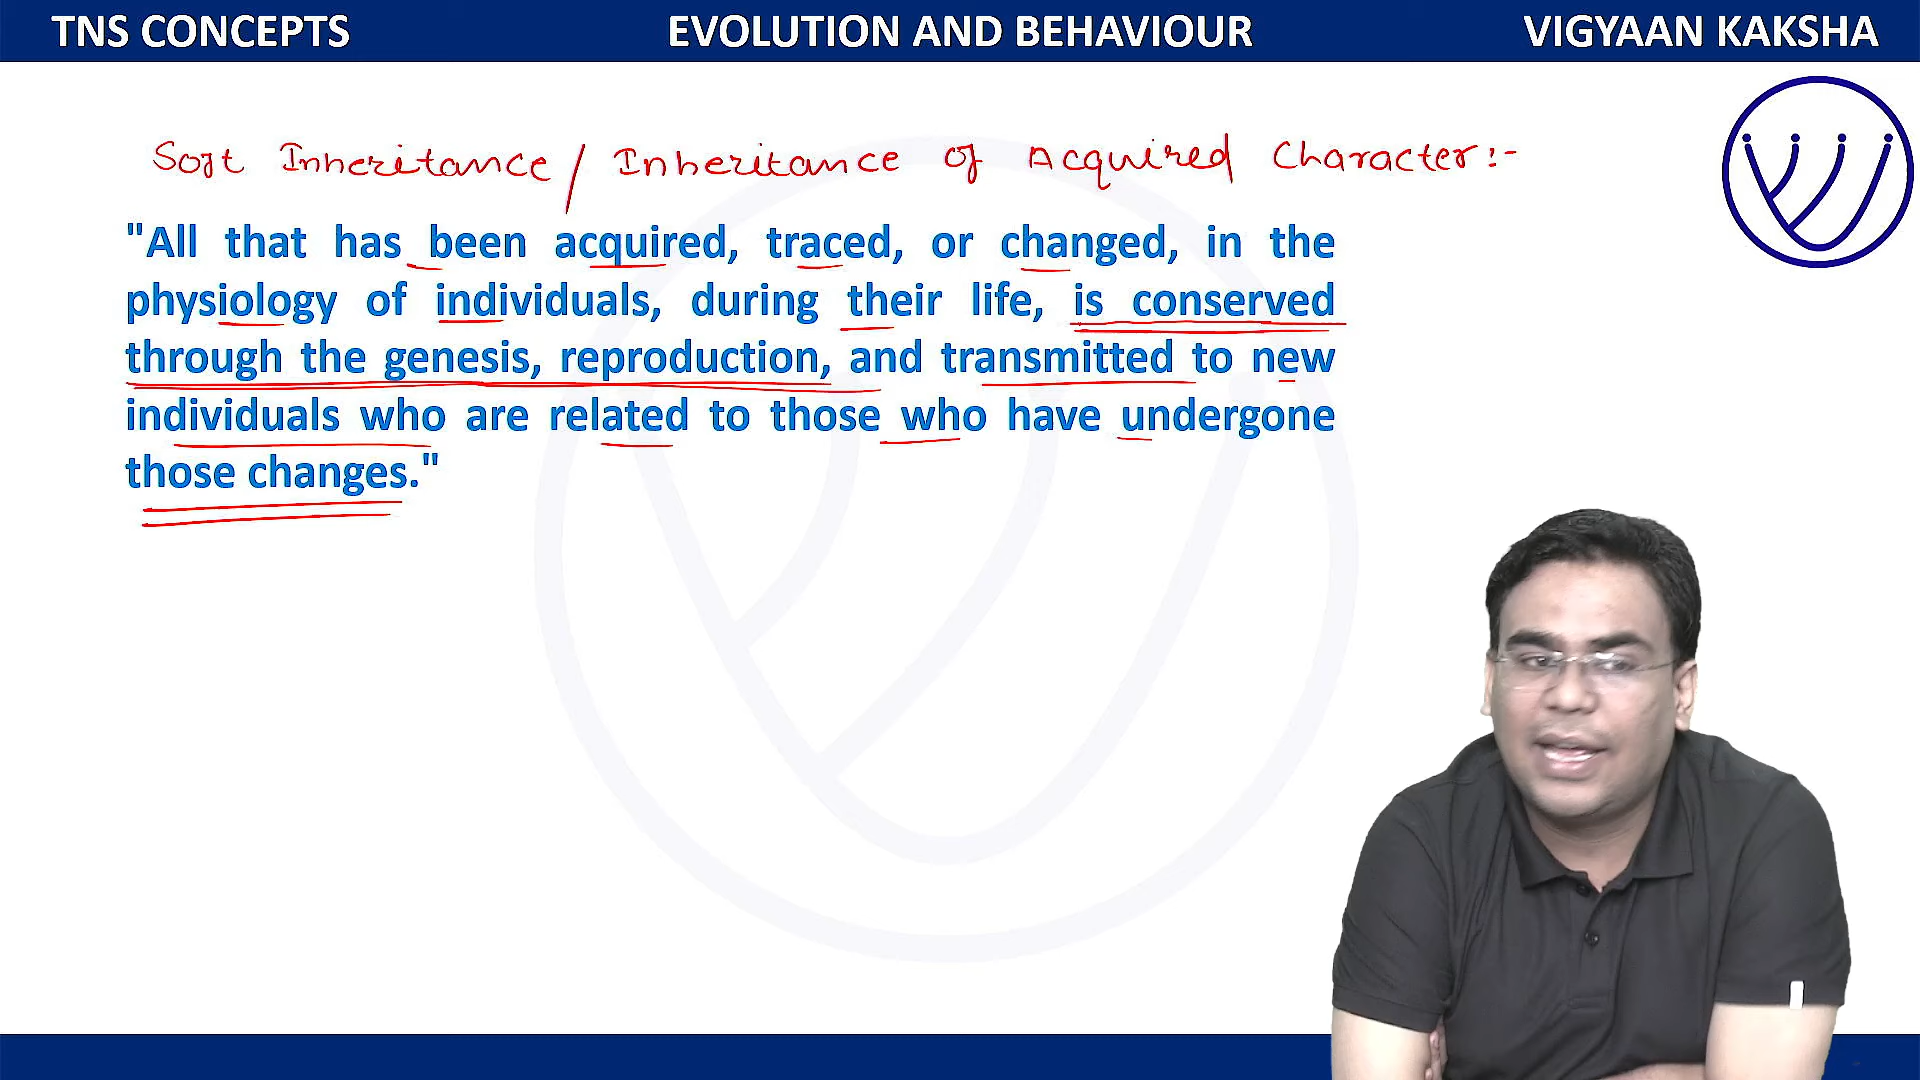 TNS CONCEPTS EVOLUTION AND BEHAVIOUR VIGYAAN KAKSHA
Soft Inheritance / Inheritance of Acquired Character:-
"All that has been acquired, traced, or changed, in the
physiology of individuals, during their life, is conserved
through the genesis, reproduction, and transmitted to new
individuals who are related to those who have undergone
those changes."